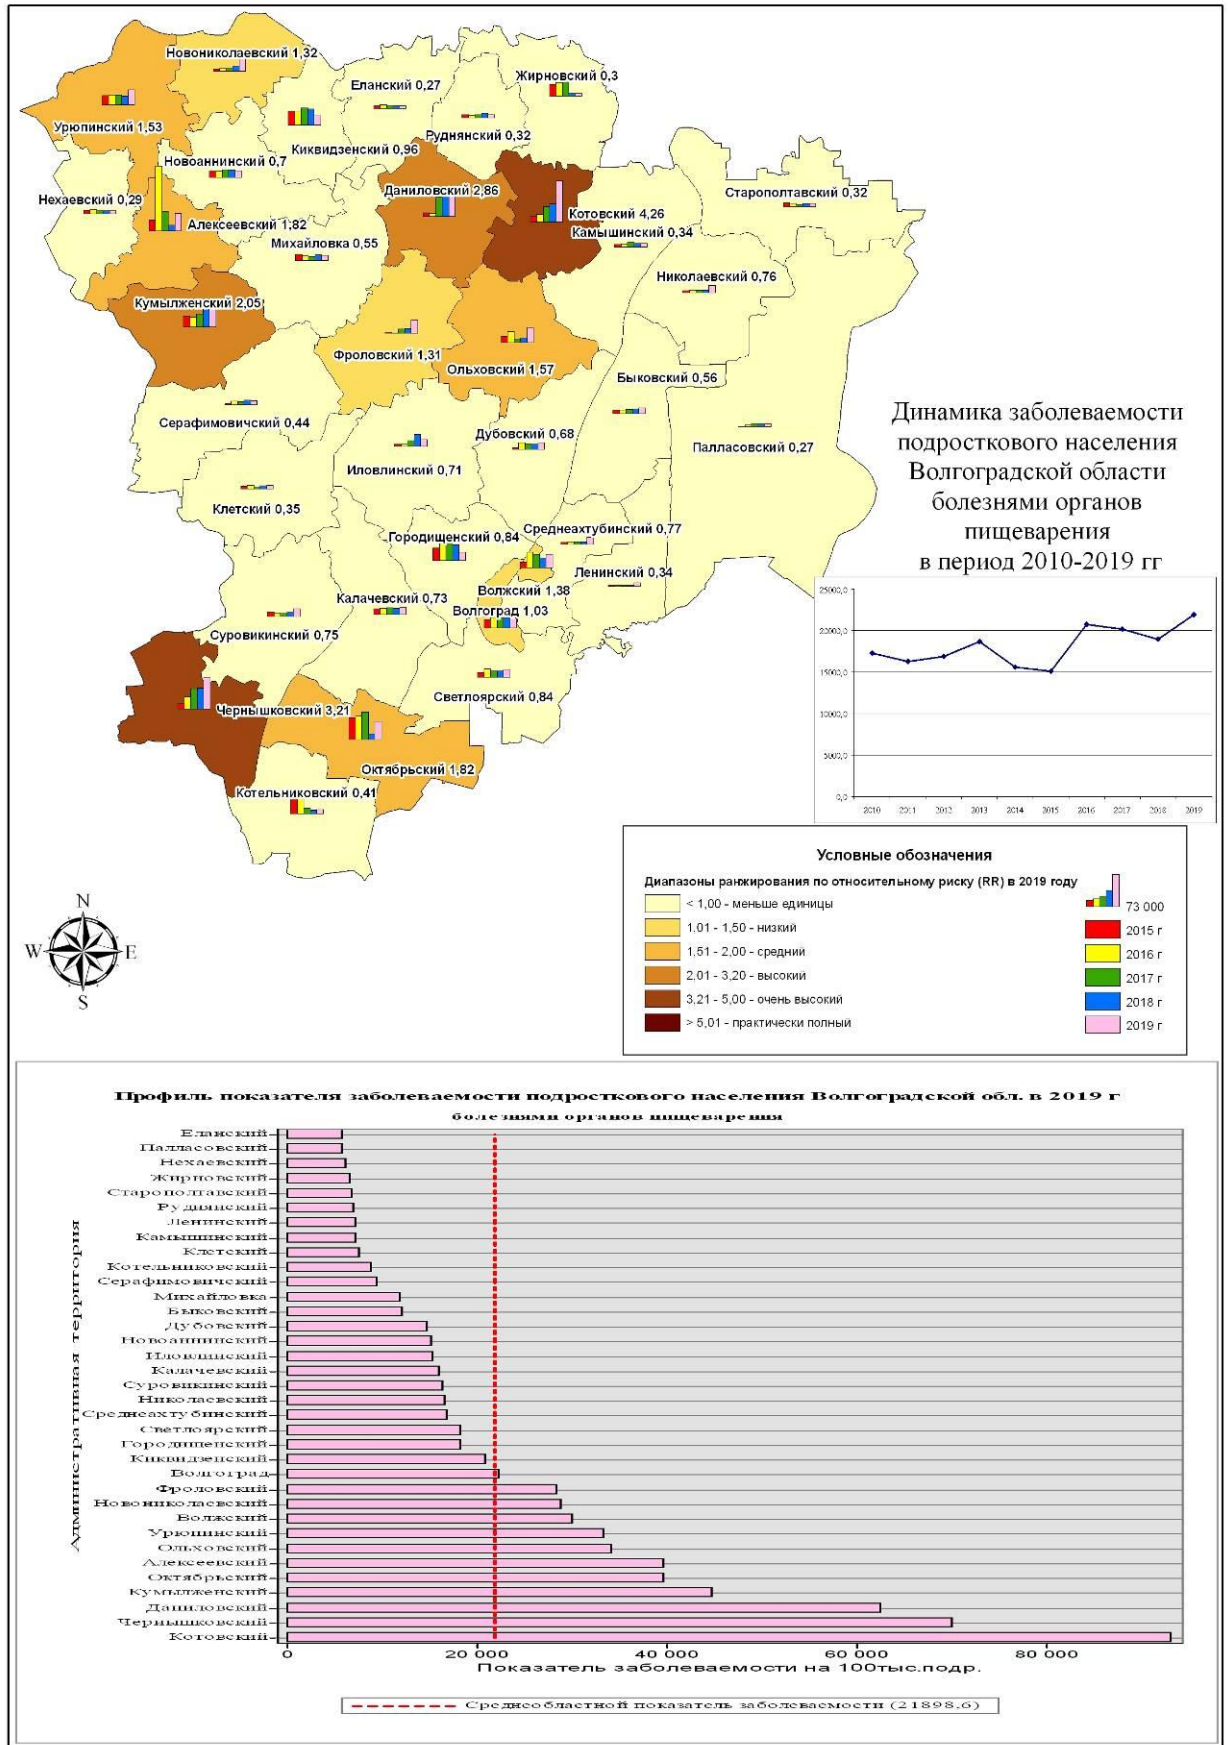 Новониколаевский 1,32
Еланский 0,27
Жирновский 0,3
Урюпинский 1,53
Руднянский 0,32
Киквидзенский 0,96
Новоаннинский 0,7
Нехаевский 0,29
Даниловский 2,86
Старополтавский 0,32
Алексеевский 1,82
Котовский 4,26
Камышинский 0,34
Михайловка 0,55
Николаевский 0,76
Кумылженский 2,05
Фроловский 1,31
Ольховский 1,57
Быковский 0,56
Серафимовичский 0,44
Дубовский 0,68
Палласовский 0,27
Иловлинский 0,71
Клетский 0,35
Городищенский 0,84
Среднеахтубинский 0,77
Ленинский 0,34
Волжский 1,38
Калачевский 0,73
Волгоград 1,03
Суровикинский 0,75
Светлоярский 0,84
Чернышковский 3,21
Октябрьский 1,82
Котельниковский 0,41
Динамика заболеваемости
подросткового населения
Волгоградской области
болезнями органов
пищеварения
в период 2010-2019 гг
25000,0
20000,0
15000,0
10000,0
5000,0
0,0
2010 2011 2012 2013 2014 2015 2016 2017 2018 2019
N
W E
S
Условные обозначения
Диапазоны ранжирования по относительному риску (RR) в 2019 году
< 1,00 - меньше единицы
1,01 - 1,50 - низкий
1,51 - 2,00 - средний
2,01 - 3,20 - высокий
3,21 - 5,00 - очень высокий
> 5,01 - практически полный
73 000
2015 г
2016 г
2017 г
2018 г
2019 г
Профиль показателя заболеваемости подросткового населения Волгоградской обл. в 2019 г
болезнями органов пищеварения
Административная территория
Еланский
Палласовский
Нехаевский
Жирновский
Старополтавский
Руднянский
Ленинский
Камышинский
Клетский
Котельниковский
Серафимовичский
Михайловка
Быковский
Дубовский
Новоаннинский
Иловлинский
Калачевский
Суровикинский
Николаевский
Среднеахтубинский
Светлоярский
Городищенский
Киквидзенский
Волгоград
Фроловский
Новониколаевский
Волжский
Урюпинский
Ольховский
Алексеевский
Октябрьский
Кумылженский
Даниловский
Чернышковский
Котовский
0 20 000 40 000 60 000 80 000
Показатель заболеваемости на 100тыс.подр.
Среднеобластной показатель заболеваемости (21898,6)